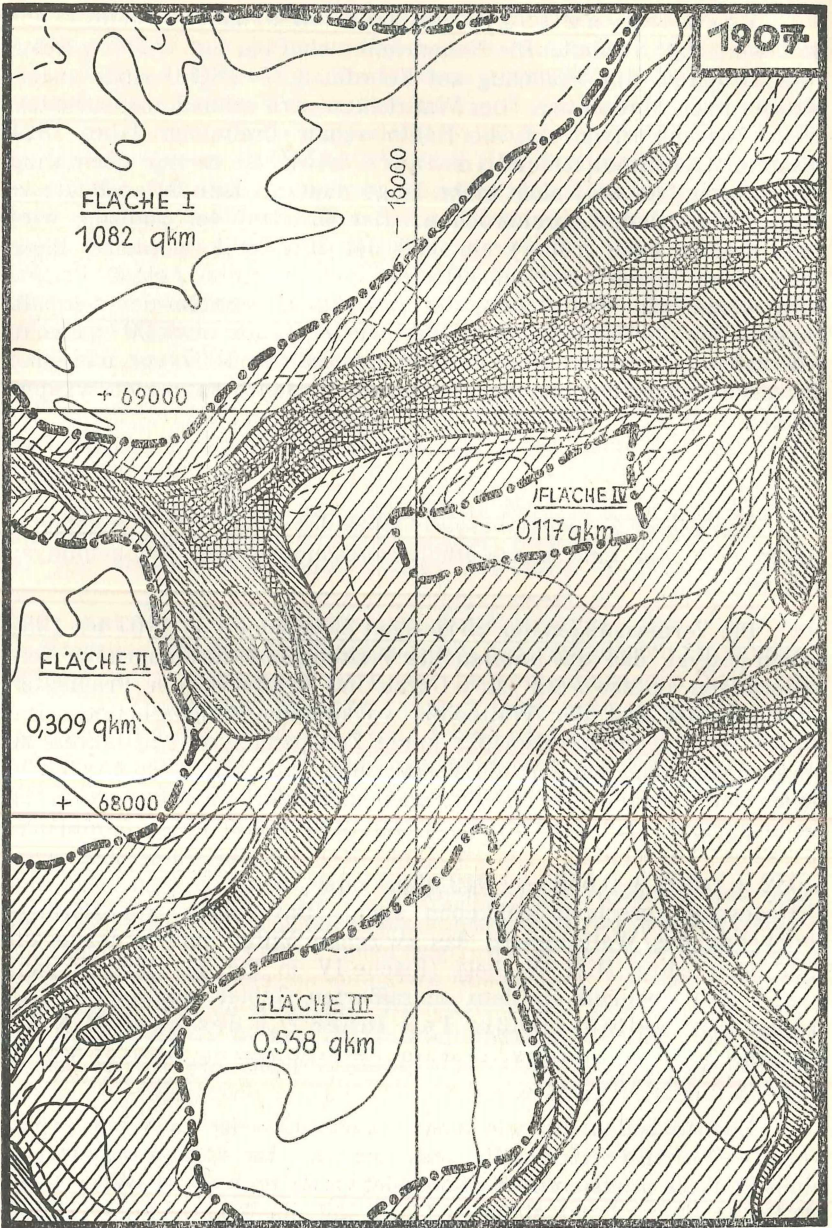 1907
– 18000
FLÄCHE I
1,082 qkm
+ 69000
FLÄCHE IV
0,117 qkm
FLÄCHE II
0,309 qkm
+ 68000
FLÄCHE III
0,558 qkm